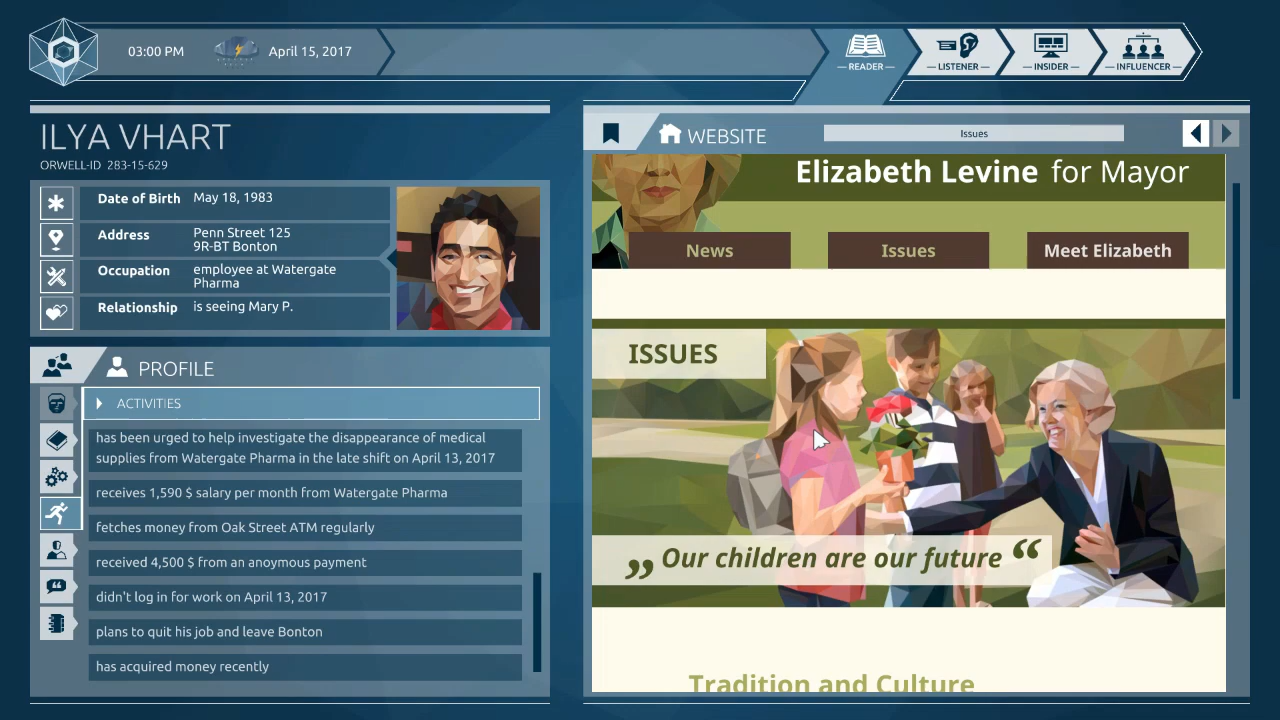 03:00 PM
April 15, 2017
— READER —
— LISTENER —
— INSIDER —
— INFLUENCER —
ILYA VHART
ORWELL-ID 283-15-629
Date of Birth May 18, 1983
Address Penn Street 125
9R-BT Bonton
Occupation employee at Watergate
Pharma
Relationship is seeing Mary P.
PROFILE
ACTIVITIES
has been urged to help investigate the disappearance of medical
supplies from Watergate Pharma in the late shift on April 13, 2017
receives 1,590 $ salary per month from Watergate Pharma
fetches money from Oak Street ATM regularly
received 4,500 $ from an anoymous payment
didn't log in for work on April 13, 2017
plans to quit his job and leave Bonton
has acquired money recently
WEBSITE
Issues
Elizabeth Levine for Mayor
News
Issues
Meet Elizabeth
ISSUES
„ Our children are our future “
Tradition and Culture